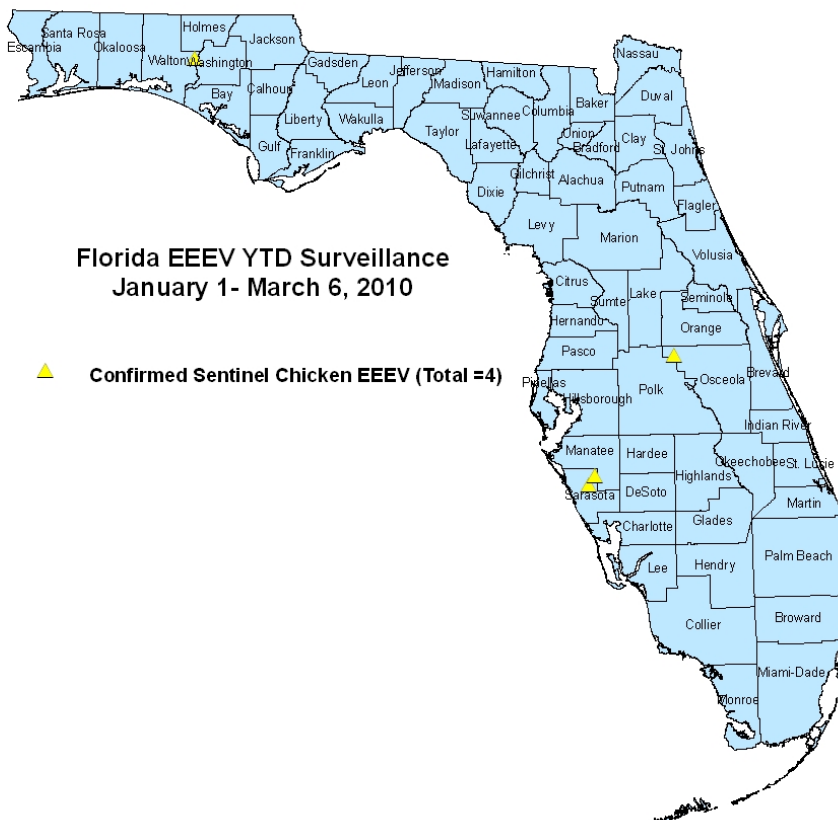 Holmes
Jackson
Santa Rosa
Escambia
Okaloosa
Walton
Washington
Gadsden
Leon
Jefferson
Madison
Hamilton
Nassau
Bay
Calhoun
Liberty
Wakulla
Taylor
Suwannee
Columbia
Baker
Duval
Gulf
Franklin
Lafayette
Union
Bradford
Clay
St. Johns
Dixie
Gilchrist
Alachua
Putnam
Flagler
Levy
Marion
Volusia
Florida EEEV YTD Surveillance
January 1- March 6, 2010
Citrus
Sumter
Lake
Seminole
Hernando
Orange
Pasco
Confirmed Sentinel Chicken EEEV (Total =4)
Pinellas
Hillsborough
Polk
Osceola
Brevard
Indian River
Manatee
Hardee
Highlands
Okeechobee
St. Lucie
Sarasota
DeSoto
Martin
Charlotte
Glades
Lee
Hendry
Palm Beach
Collier
Broward
Monroe
Miami-Dade